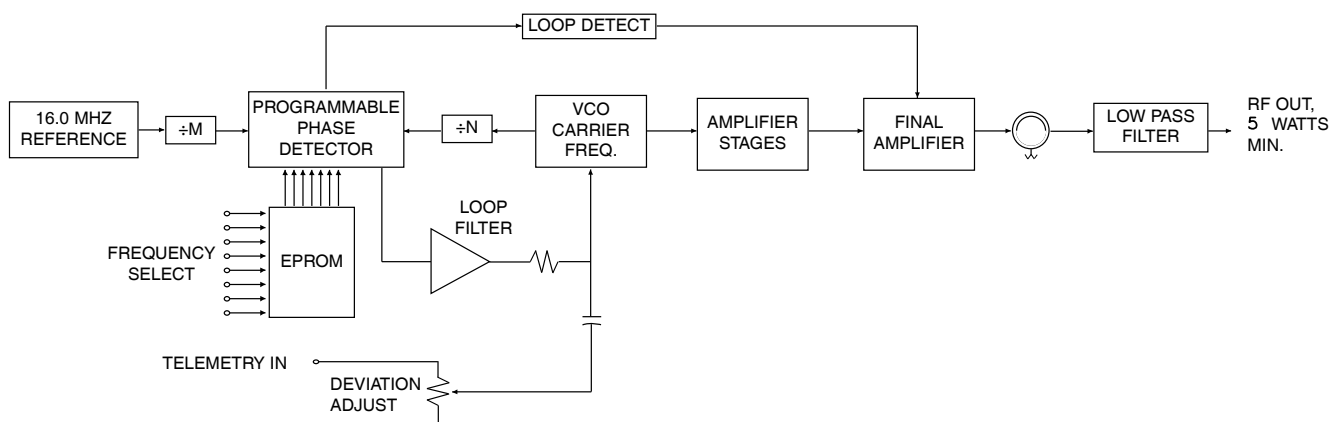 LOOP DETECT
16.0 MHZ
REFERENCE
÷M
PROGRAMMABLE
PHASE
DETECTOR
÷N
VCO
CARRIER
FREQ.
AMPLIFIER
STAGES
FINAL
AMPLIFIER
LOW PASS
FILTER
RF OUT,
5 WATTS
MIN.
FREQUENCY
SELECT
EPROM
LOOP
FILTER
TELEMETRY IN
DEVIATION
ADJUST